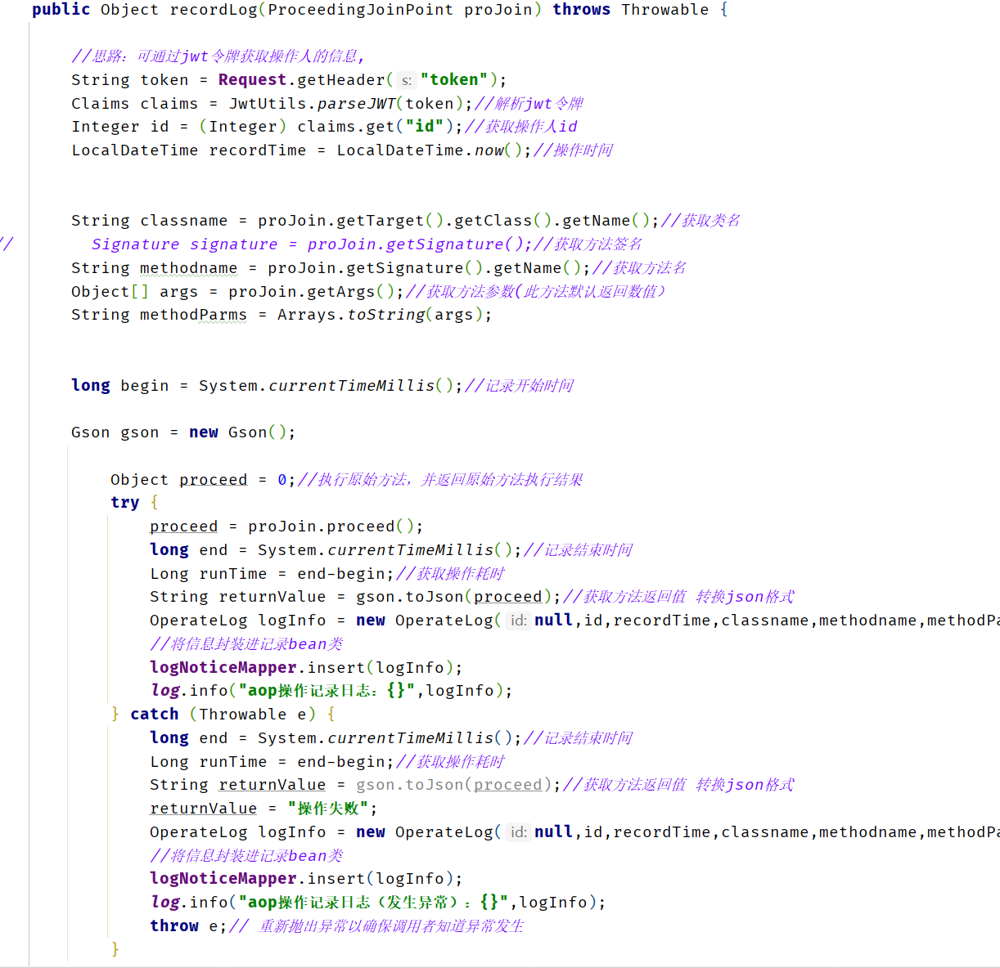 public Object recordLog(ProceedingJoinPoint proJoin) throws Throwable {
//思路：可通过jwt令牌获取操作人的信息,
String token = Request.getHeader( s: "token");
Claims claims = JwtUtils.parseJWT(token);//解析jwt令牌
Integer id = (Integer) claims.get("id");//获取操作人id
LocalDateTime recordTime = LocalDateTime.now();//操作时间
String classname = proJoin.getTarget().getClass().getName();//获取类名
// Signature signature = proJoin.getSignature();//获取方法签名
String methodname = proJoin.getSignature().getName();//获取方法名
Object[] args = proJoin.getArgs();//获取方法参数(此方法默认返回数值）
String methodParms = Arrays.toString(args);
long begin = System.currentTimeMillis();//记录开始时间
Gson gson = new Gson();
Object proceed = 0;//执行原始方法，并返回原始方法执行结果
try {
proceed = proJoin.proceed();
long end = System.currentTimeMillis();//记录结束时间
Long runTime = end-begin;//获取操作耗时
String returnValue = gson.toJson(proceed);//获取方法返回值 转换json格式
OperateLog logInfo = new OperateLog( id: null,id,recordTime,classname,methodname,methodPa
//将信息封装进记录bean类
logNoticeMapper.insert(logInfo);
log.info("aop操作记录日志：{}",logInfo);
} catch (Throwable e) {
long end = System.currentTimeMillis();//记录结束时间
Long runTime = end-begin;//获取操作耗时
String returnValue = gson.toJson(proceed);//获取方法返回值 转换json格式
returnValue = "操作失败";
OperateLog logInfo = new OperateLog( id: null,id,recordTime,classname,methodname,methodPa
//将信息封装进记录bean类
logNoticeMapper.insert(logInfo);
log.info("aop操作记录日志（发生异常）：{}",logInfo);
throw e;// 重新抛出异常以确保调用者知道异常发生
}